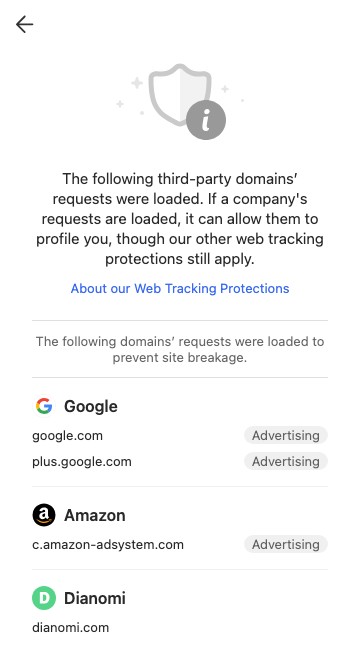 The following third-party domains’
requests were loaded. If a company's
requests are loaded, it can allow them to
profile you, though our other web tracking
protections still apply.
About our Web Tracking Protections
The following domains’ requests were loaded to
prevent site breakage.
Google
google.com Advertising
plus.google.com Advertising
Amazon
c.amazon-adsystem.com Advertising
D Dianomi
dianomi.com